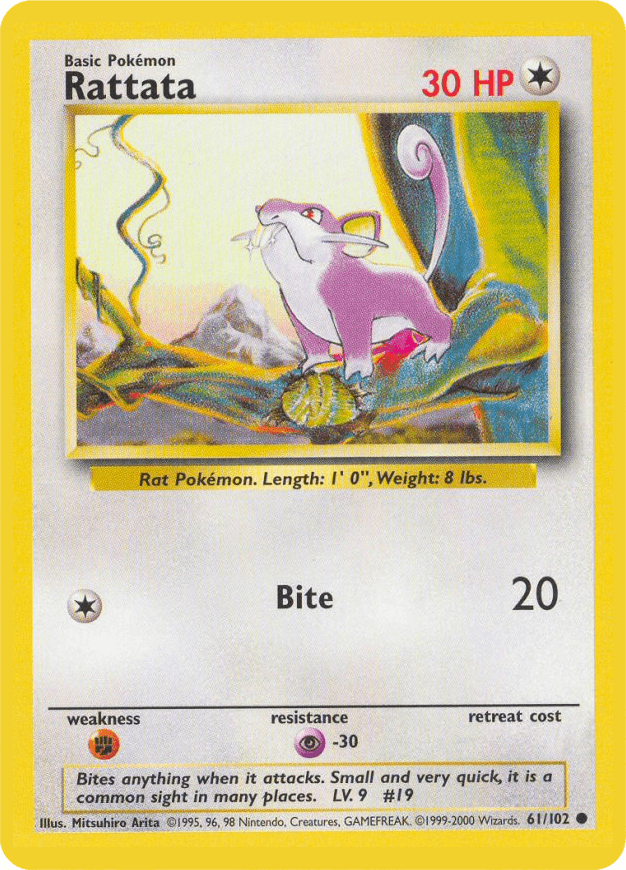 Basic Pokémon
Rattata
30 HP
Rat Pokémon. Length: 1' 0", Weight: 8 lbs.
Bite 20
weakness resistance retreat cost
-30
Bites anything when it attacks. Small and very quick, it is a
common sight in many places. LV. 9 #19
Illus. Mitsuhiro Arita ©1995, 96, 98 Nintendo, Creatures, GAMEFREAK. ©1999-2000 Wizards. 61/102